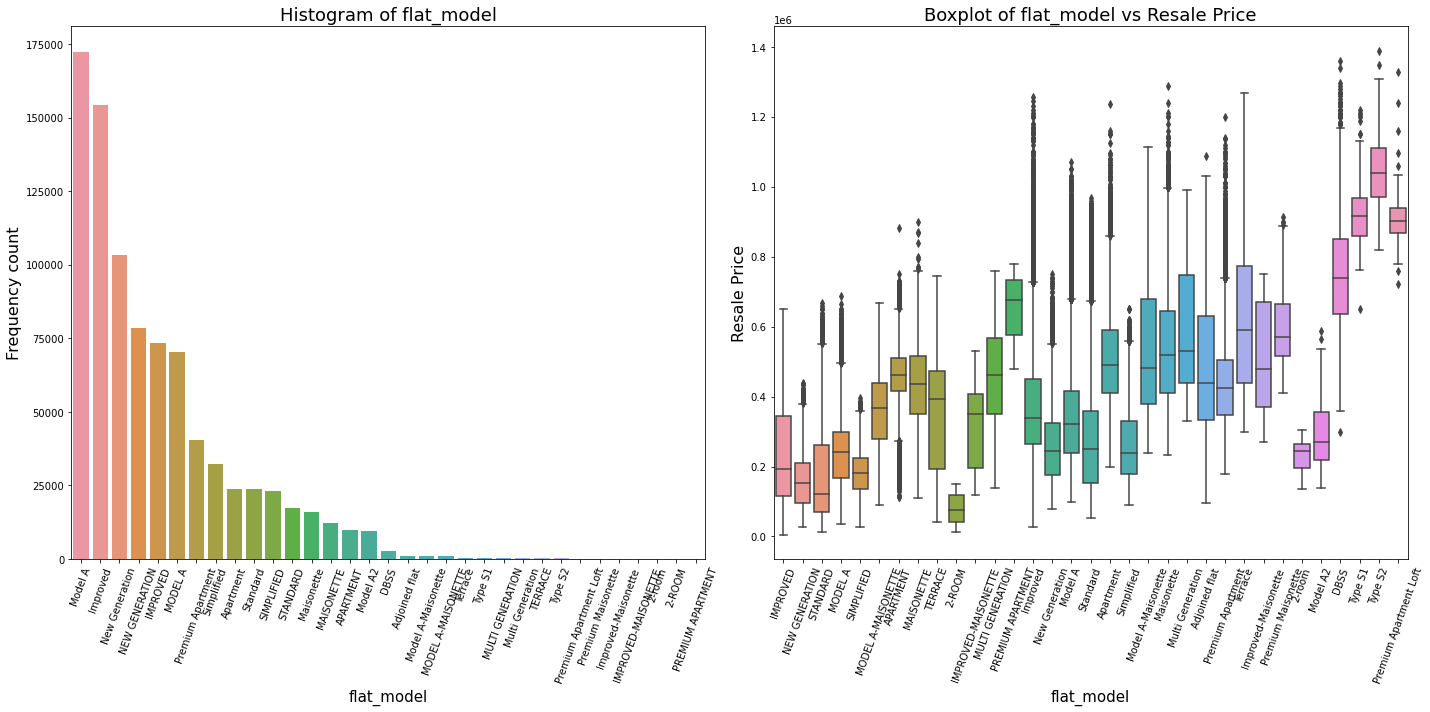 Histogram of flat_model
Frequency count
175000
150000
125000
100000
75000
50000
25000
0
Model A
Improved
New Generation
NEW GENERATION
IMPROVED
MODEL A
Premium Apartment
Simplified
Apartment
Standard
SIMPLIFIED
STANDARD
Maisonette
MAISONETTE
APARTMENT
Model A2
DBSS
Adjoined flat
Model A-Maisonette
MODEL A-MAISONETTE
Terrace
Type S1
MULTI GENERATION
Multi Generation
TERRACE
Type S2
Premium Apartment Loft
Premium Maisonette
Improved-Maisonette
IMPROVED-MAISONETTE
2-room
2-ROOM
PREMIUM APARTMENT
flat_model
Boxplot of flat_model vs Resale Price
1e6
Resale Price
1.4
1.2
1.0
0.8
0.6
0.4
0.2
0.0
IMPROVED
NEW GENERATION
STANDARD
MODEL A
SIMPLIFIED
MODEL A-MAISONETTE
APARTMENT
MAISONETTE
TERRACE
2-ROOM
IMPROVED-MAISONETTE
MULTI GENERATION
PREMIUM APARTMENT
Improved
New Generation
Model A
Standard
Apartment
Simplified
Model A-Maisonette
Maisonette
Multi Generation
Adjoined flat
Premium Apartment
Terrace
Improved-Maisonette
Premium Maisonette
2-room
Model A2
DBSS
Type S1
Type S2
Premium Apartment Loft
flat_model